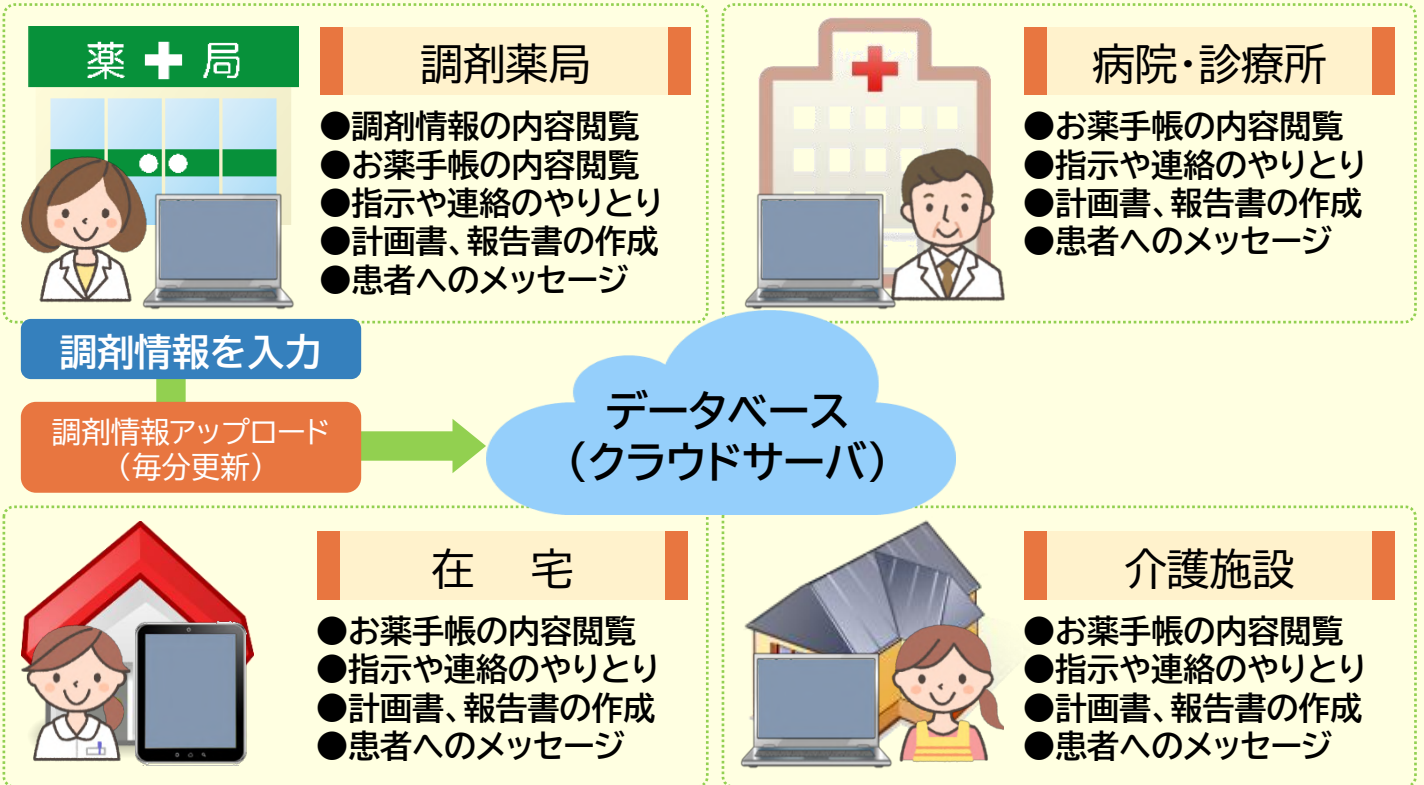 薬 局
調剤薬局
●調剤情報の内容閲覧
●お薬手帳の内容閲覧
●指示や連絡のやりとり
●計画書、報告書の作成
●患者へのメッセージ
病院・診療所
●お薬手帳の内容閲覧
●指示や連絡のやりとり
●計画書、報告書の作成
●患者へのメッセージ
調剤情報を入力
調剤情報アップロード
（毎分更新）
データベース
（クラウドサーバ）
在 宅
●お薬手帳の内容閲覧
●指示や連絡のやりとり
●計画書、報告書の作成
●患者へのメッセージ
介護施設
●お薬手帳の内容閲覧
●指示や連絡のやりとり
●計画書、報告書の作成
●患者へのメッセージ